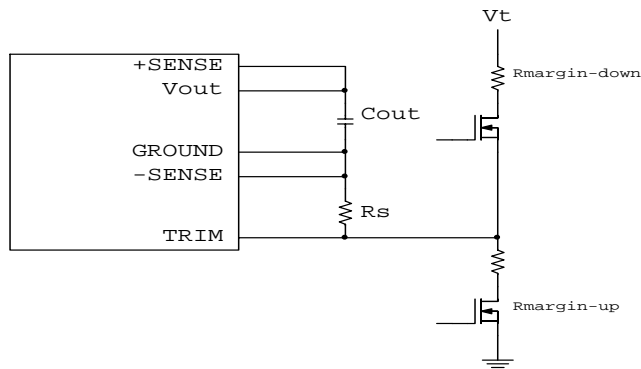 Vt
+SENSE
Rmargin-down
Vout
Cout
GROUND
-SENSE
Rs
TRIM
Rmargin-up